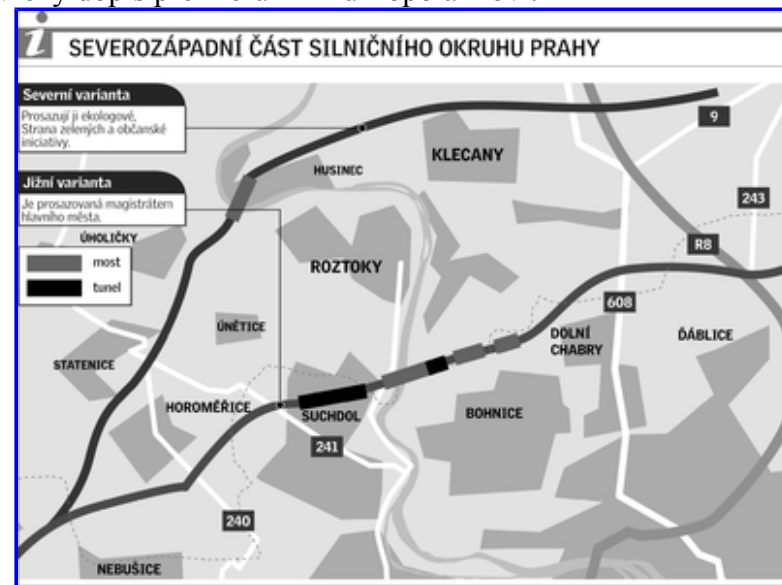 SEVEROZÁPADNÍ ČÁST SILNIČNÍHO OKRUHU PRAHY
Severní varianta
Prosazují ji ekologové,
Strana zelených a občanské
iniciativy.
Jižní varianta
Je prosazovaná magistrátem
hlavního města.
most
tunel
9
KLECANY
HUSINEC
243
ÚHOLIČKY
R8
ROZTOKY
608
ÚNĚTICE
DOLNÍ
CHABRY
ĎÁBLICE
STATENICE
HOROMĚŘICE
SUCHDOL
BOHNICE
241
240
NEBUŠICE